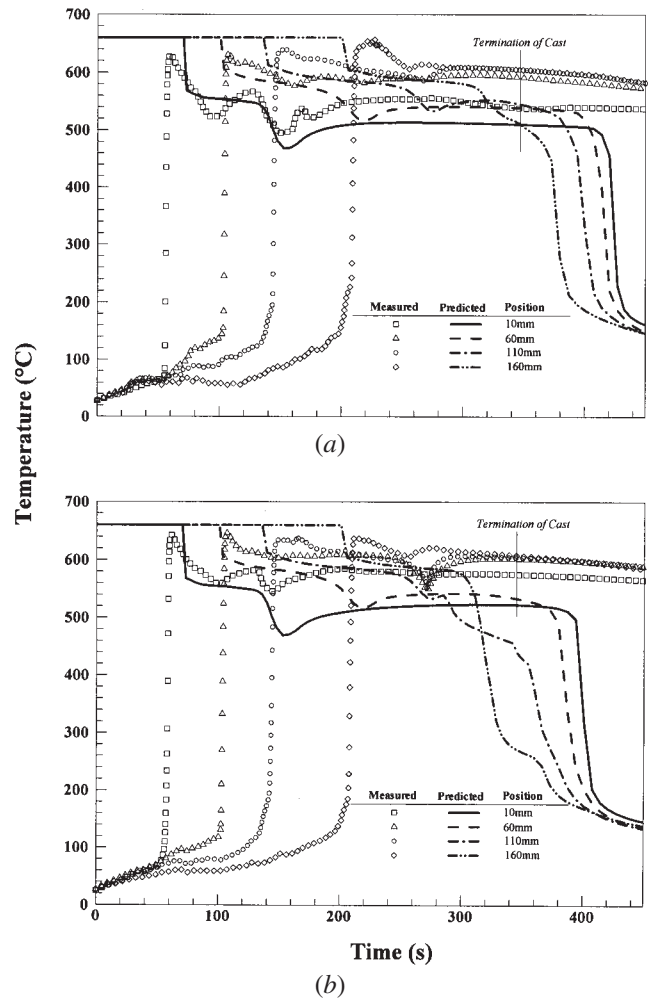 (a)
700
600
500
400
300
200
100
0
Termination of Cast
Measured Predicted Position
10mm
60mm
110mm
160mm
(a)
Temperature (°C)
700
600
500
400
300
200
100
0
Termination of Cast
Measured Predicted Position
10mm
60mm
110mm
160mm
0 100 200 300 400
Time (s)
(b)